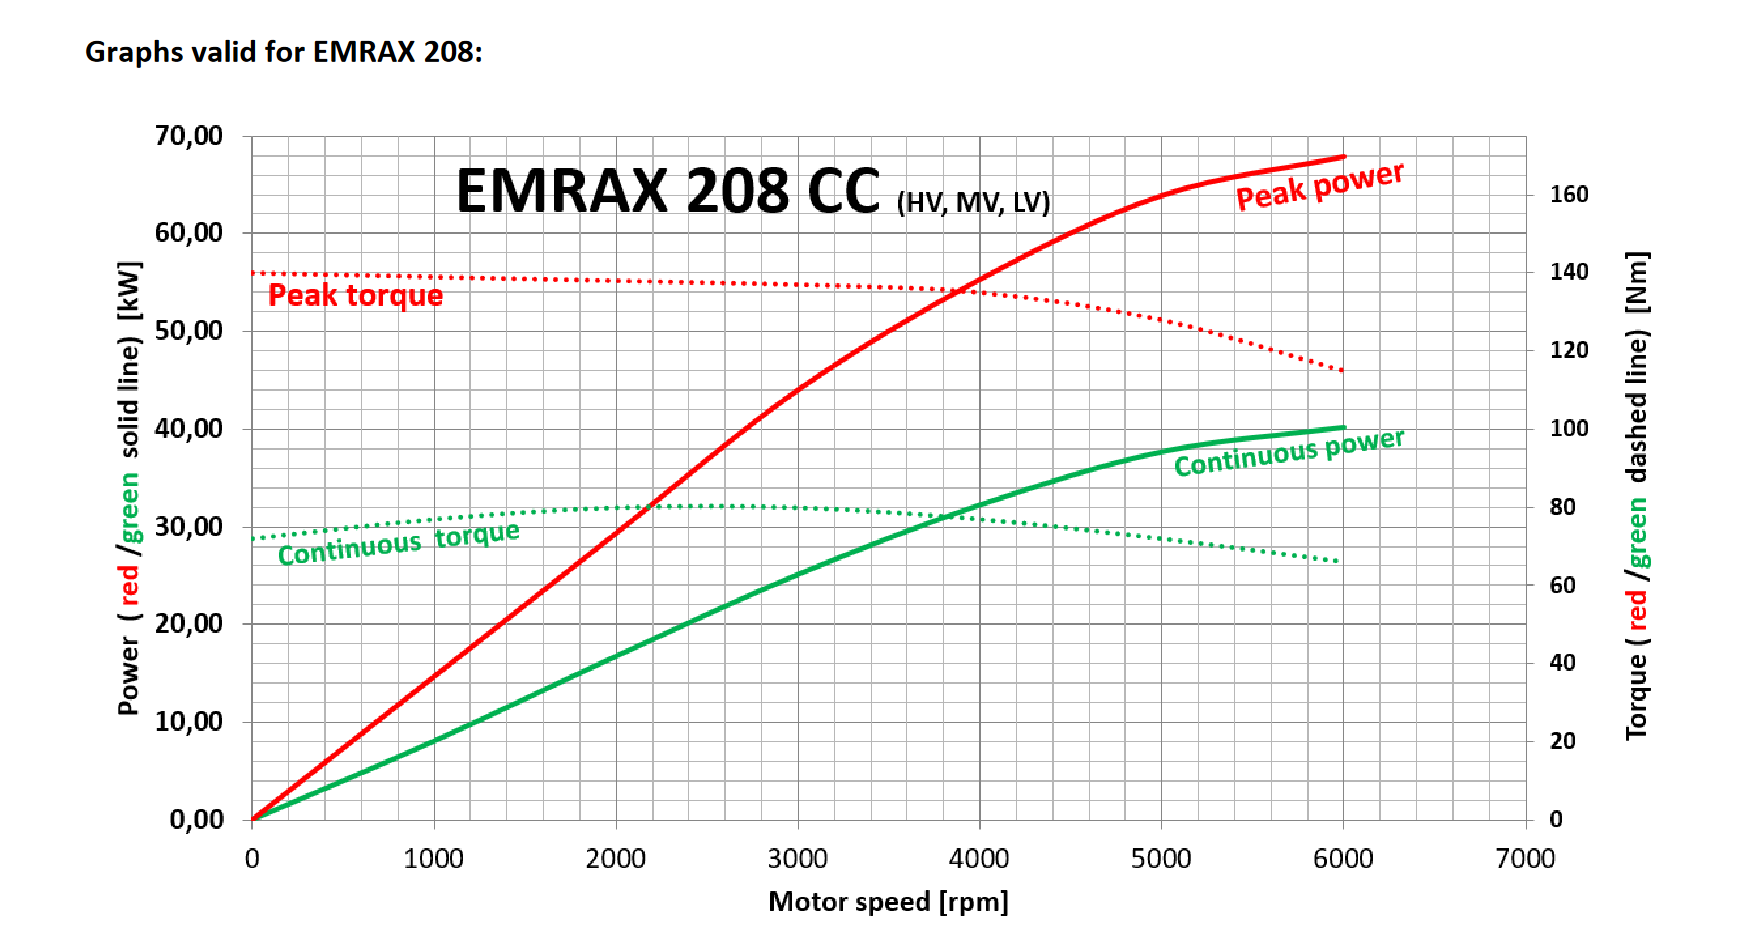 Graphs valid for EMRAX 208:
EMRAX 208 CC (HV, MV, LV)
Peak power
Peak torque
Continuous power
Continuous torque
Power ( red /green solid line) [kW]
70,00
60,00
50,00
40,00
30,00
20,00
10,00
0,00
160
140
120
100
80
60
40
20
0
Torque ( red /green dashed line) [Nm]
0 1000 2000 3000 4000 5000 6000 7000
Motor speed [rpm]